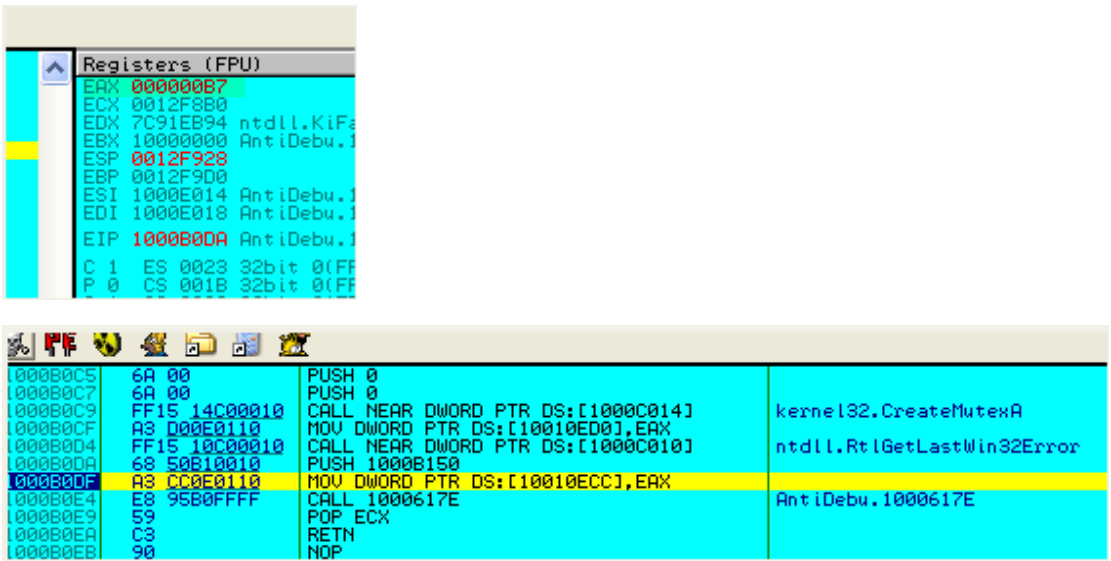 Registers (FPU)
EAX 000000B7
ECX 0012F8B0
EDX 7C91EB94 ntdll.KiFa
EBX 10000000 AntiDebu.1
ESP 0012F928
EBP 0012F9D0
ESI 1000E014 AntiDebu.1
EDI 1000E018 AntiDebu.1
EIP 1000B0DA AntiDebu.1
C 1 ES 0023 32bit 0(FF
P 0 CS 001B 32bit 0(FF
1000B0C5 6A 00 PUSH 0
1000B0C7 6A 00 PUSH 0
1000B0C9 FF15 14C00010 CALL NEAR DWORD PTR DS:[1000C014] kernel32.CreateMutexA
1000B0CF A3 D00E0110 MOV DWORD PTR DS:[10010ED0],EAX
1000B0D4 FF15 10C00010 CALL NEAR DWORD PTR DS:[1000C010] ntdll.RtlGetLastWin32Error
1000B0DA 68 50B10010 PUSH 1000B150
1000B0DF A3 CC0E0110 MOV DWORD PTR DS:[10010ECC],EAX
1000B0E4 E8 95B0FFFF CALL 1000617E AntiDebu.1000617E
1000B0E9 59 POP ECX
1000B0EA C3 RETN
1000B0EB 90 NOP